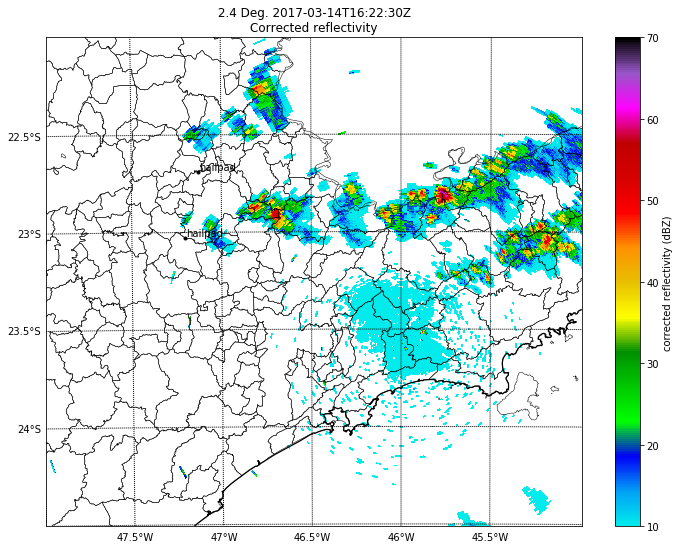 2.4 Deg. 2017-03-14T16:22:30Z
Corrected reflectivity
70
60
50
40
30
20
10
corrected reflectivity (dBZ)
22.5°S
23°S
23.5°S
24°S
hailpad
hailpad
47.5°W 47°W 46.5°W 46°W 45.5°W